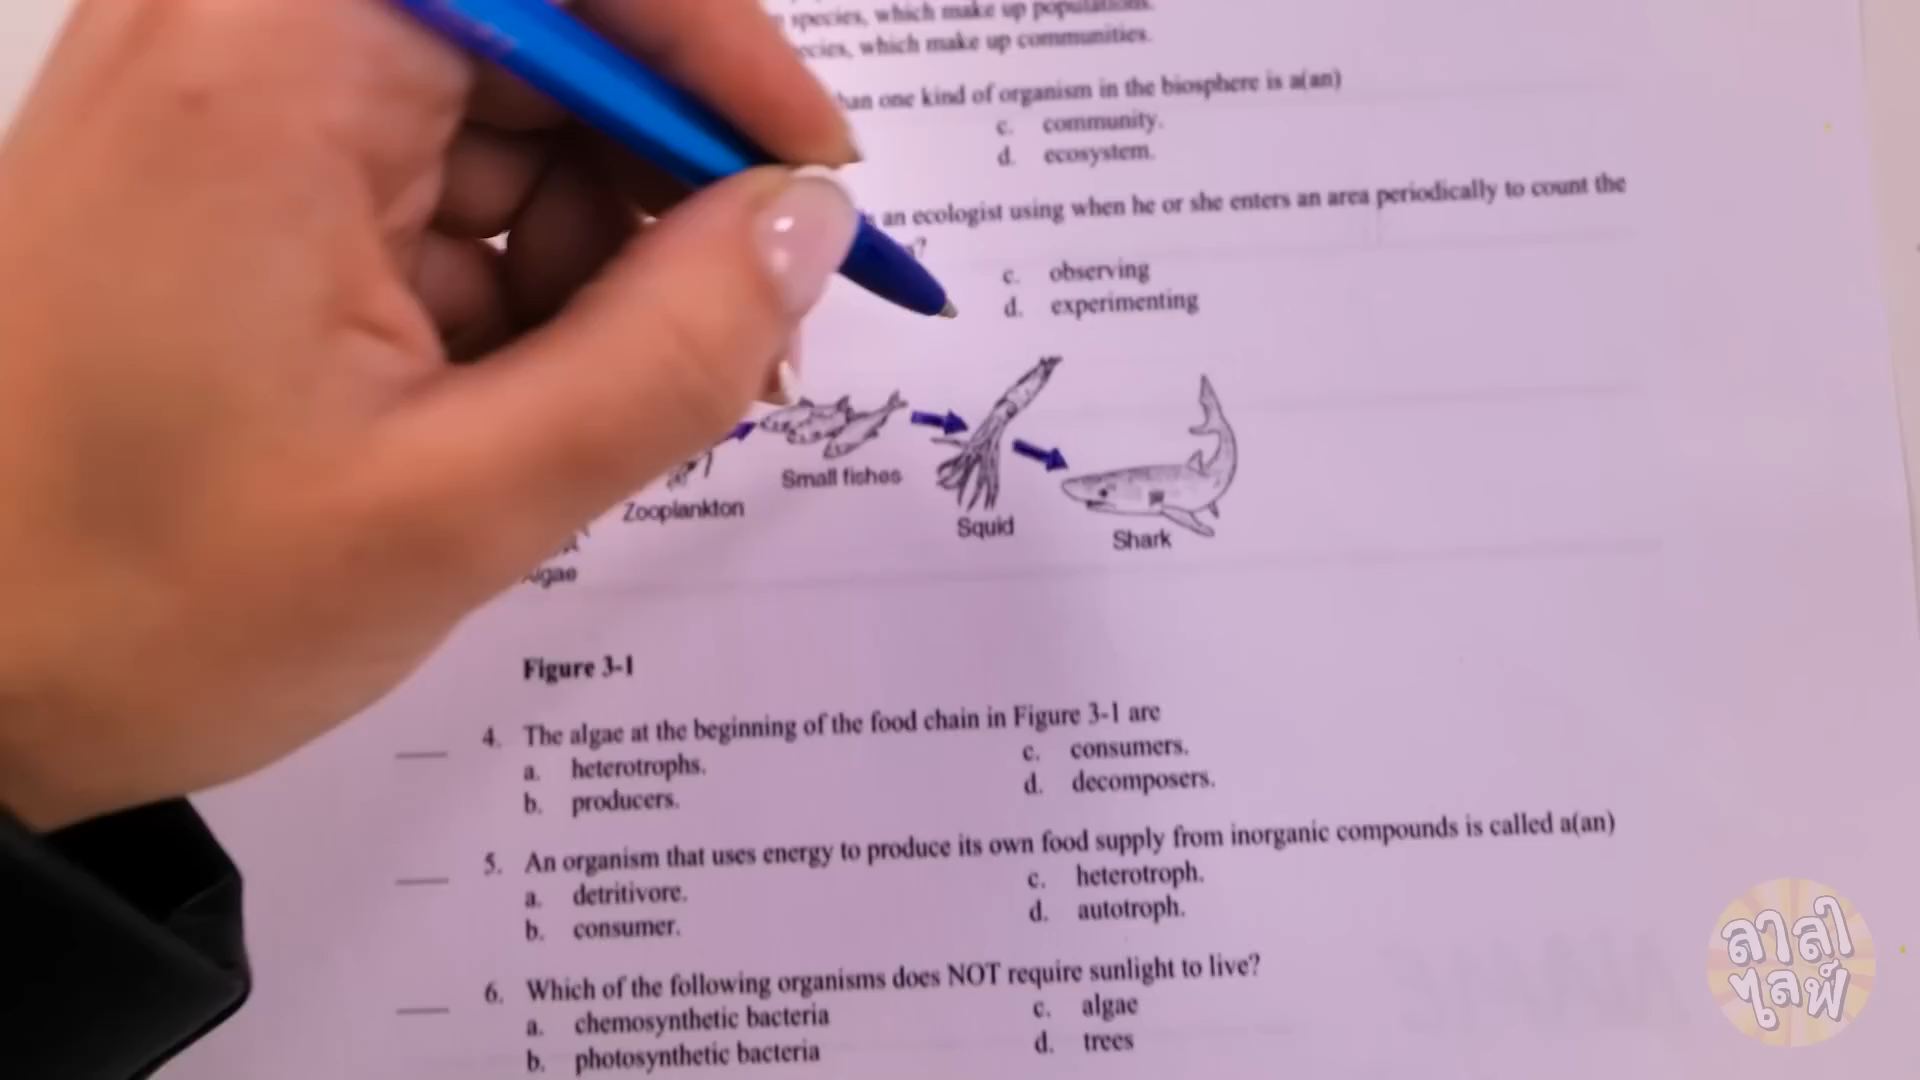 species, which make up populations.
which make up communities.
han one kind of organism in the biosphere is a(an)
c. community.
d. ecosystem.
an ecologist using when he or she enters an area periodically to count the
?
c. observing
d. experimenting
Small fishes
Zooplankton
Squid
Shark
lgae
Figure 3-1
4. The algae at the beginning of the food chain in Figure 3-1 are
a. heterotrophs. c. consumers.
b. producers. d. decomposers.
5. An organism that uses energy to produce its own food supply from inorganic compounds is called a(an)
a. detritivore. c. heterotroph.
b. consumer. d. autotroph.
6. Which of the following organisms does NOT require sunlight to live?
a. chemosynthetic bacteria c. algae
b. photosynthetic bacteria d. trees
ลาลา
ไลฟ์